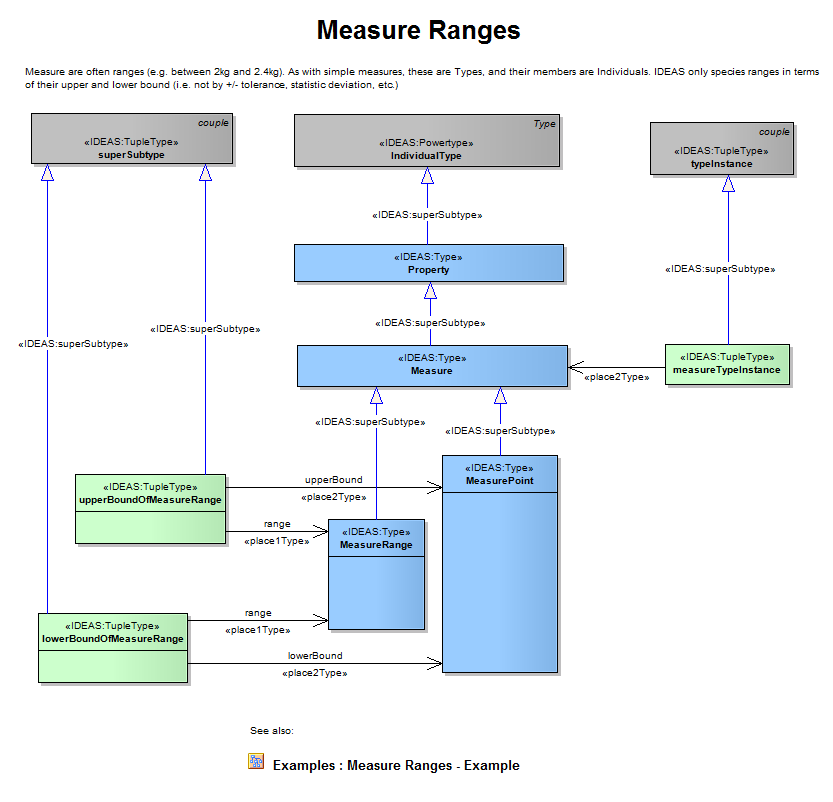 Measure Ranges
Measure are often ranges (e.g. between 2kg and 2.4kg). As with simple measures, these are Types, and their members are Individuals. IDEAS only species ranges in terms
of their upper and lower bound (i.e. not by +/- tolerance, statistic deviation, etc.)
couple
«IDEAS:TupleType»
superSubtype
Type
«IDEAS:Powertype»
IndividualType
couple
«IDEAS:TupleType»
typeInstance
«IDEAS:superSubtype»
«IDEAS:Type»
Property
«IDEAS:superSubtype»
«IDEAS:superSubtype»
«IDEAS:superSubtype»
«IDEAS:superSubtype»
«IDEAS:Type»
Measure
«IDEAS:TupleType»
measureTypeInstance
«place2Type»
«IDEAS:superSubtype»
«IDEAS:superSubtype»
«IDEAS:TupleType»
upperBoundOfMeasureRange
upperBound
«place2Type»
«IDEAS:Type»
MeasurePoint
range
«place1Type»
«IDEAS:Type»
MeasureRange
«IDEAS:TupleType»
lowerBoundOfMeasureRange
range
«place1Type»
lowerBound
«place2Type»
See also:
Examples : Measure Ranges - Example